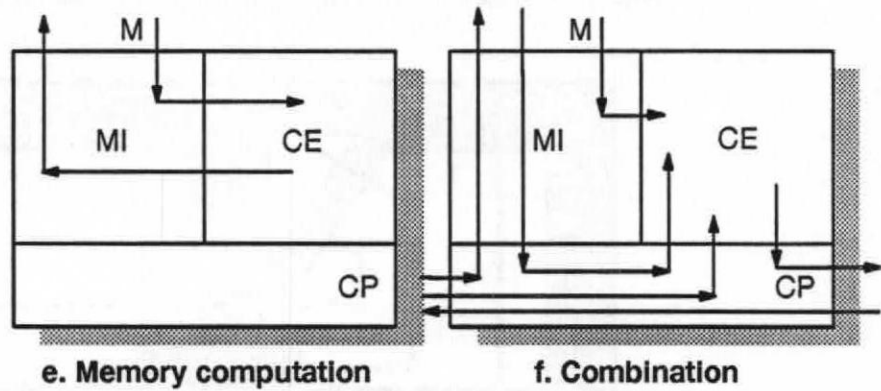 M
MI
CE
CP
e. Memory computation
M
MI
CE
CP
f. Combination